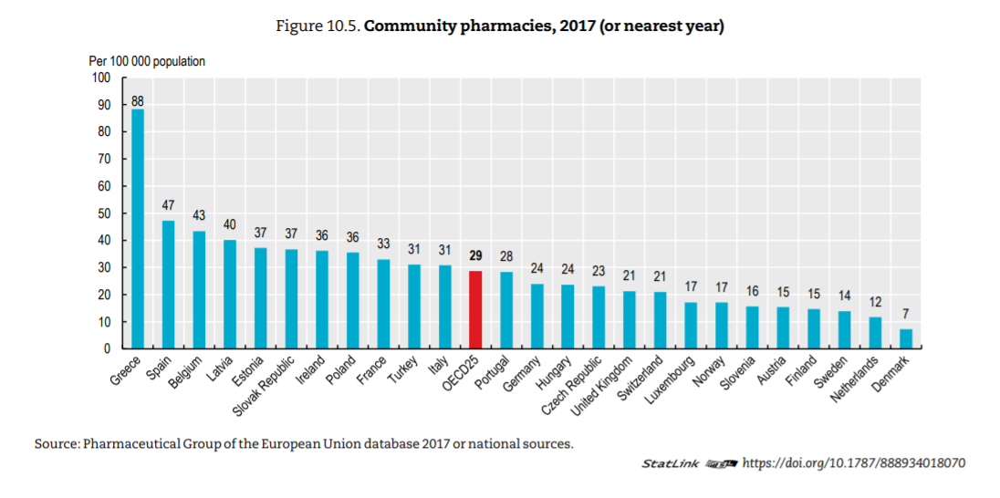 Figure 10.5. Community pharmacies, 2017 (or nearest year)
Per 100 000 population
100
90
80
70
60
50
40
30
20
10
0
88
47
43
40
37
37
36
36
33
31
31
29
28
24
24
23
21
21
17
17
16
15
15
14
12
7
Greece
Spain
Belgium
Latvia
Estonia
Slovak Republic
Ireland
Poland
France
Turkey
Italy
OECD25
Portugal
Germany
Hungary
Czech Republic
United Kingdom
Switzerland
Luxembourg
Norway
Slovenia
Austria
Finland
Sweden
Netherlands
Denmark
Source: Pharmaceutical Group of the European Union database 2017 or national sources.
StatLink https://doi.org/10.1787/888934018070